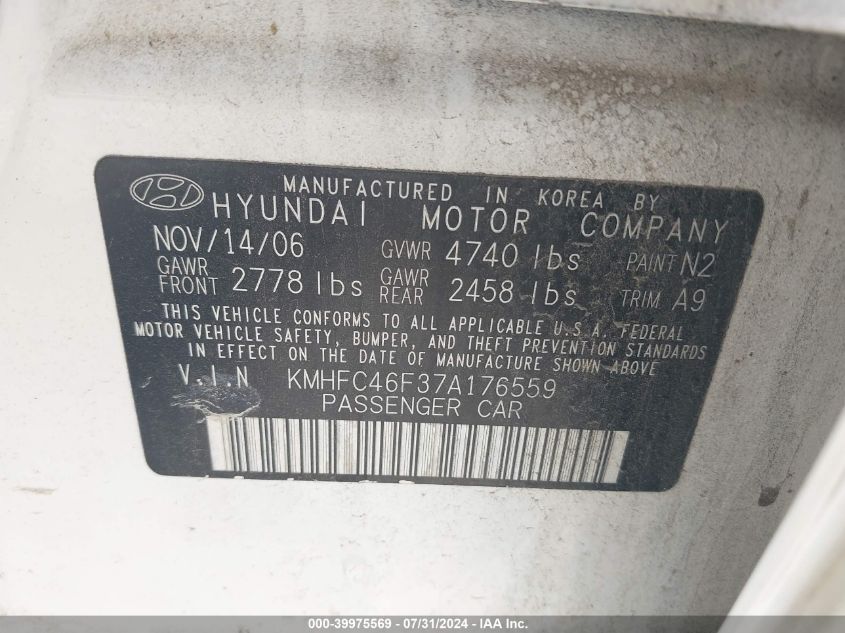 MANUFACTURED IN KOREA BY
HYUNDAI MOTOR COMPANY
NOV/14/06 GVWR 4740 lbs PAINT N2
GAWR FRONT 2778 lbs GAWR REAR 2458 lbs TRIM A9
THIS VEHICLE CONFORMS TO ALL APPLICABLE U.S.A. FEDERAL
MOTOR VEHICLE SAFETY, BUMPER, AND THEFT PREVENTION STANDARDS
IN EFFECT ON THE DATE OF MANUFACTURE SHOWN ABOVE
V.I.N KMHFC46F37A176559
PASSENGER CAR
000-39975569 - 07/31/2024 - IAA Inc.